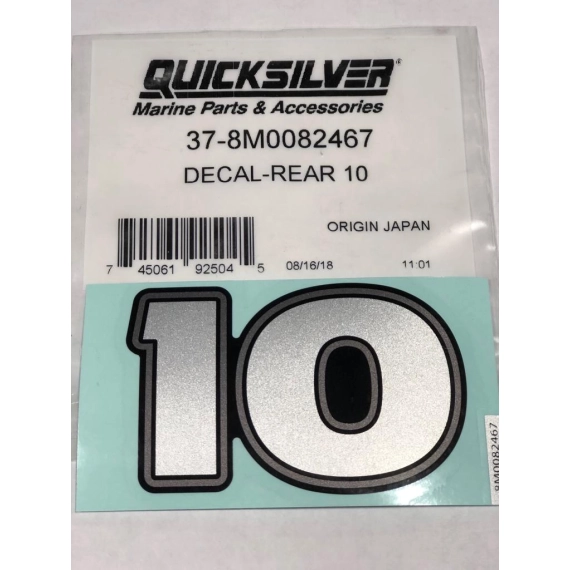 QUICKSILVER®
Marine Parts & Accessories
37-8M0082467
DECAL-REAR 10
ORIGIN JAPAN
7 45061 92504 5 08/16/18 11:01
10
8M0082467